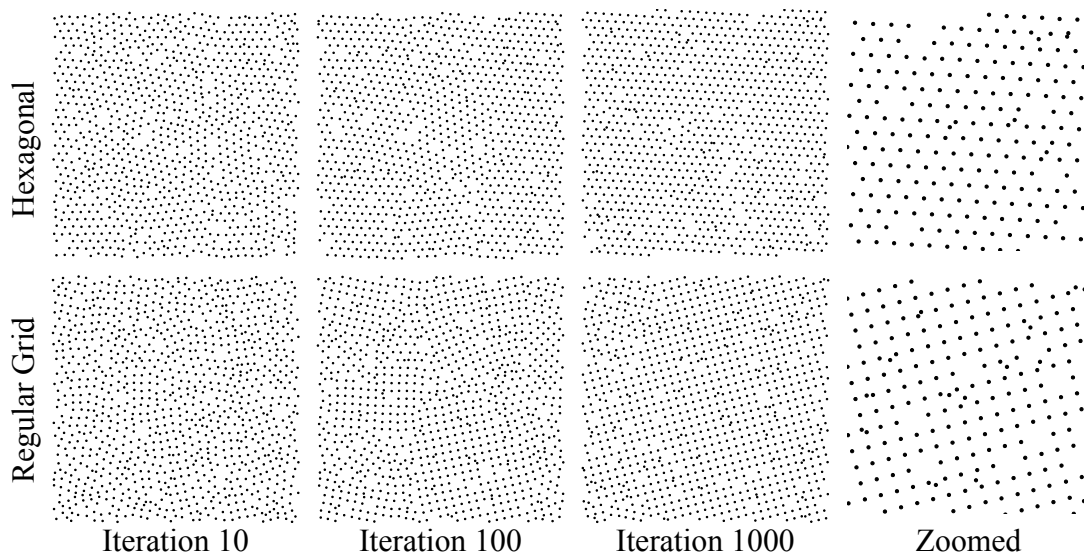 Hexagonal
Regular Grid
Iteration 10
Iteration 100
Iteration 1000
Zoomed